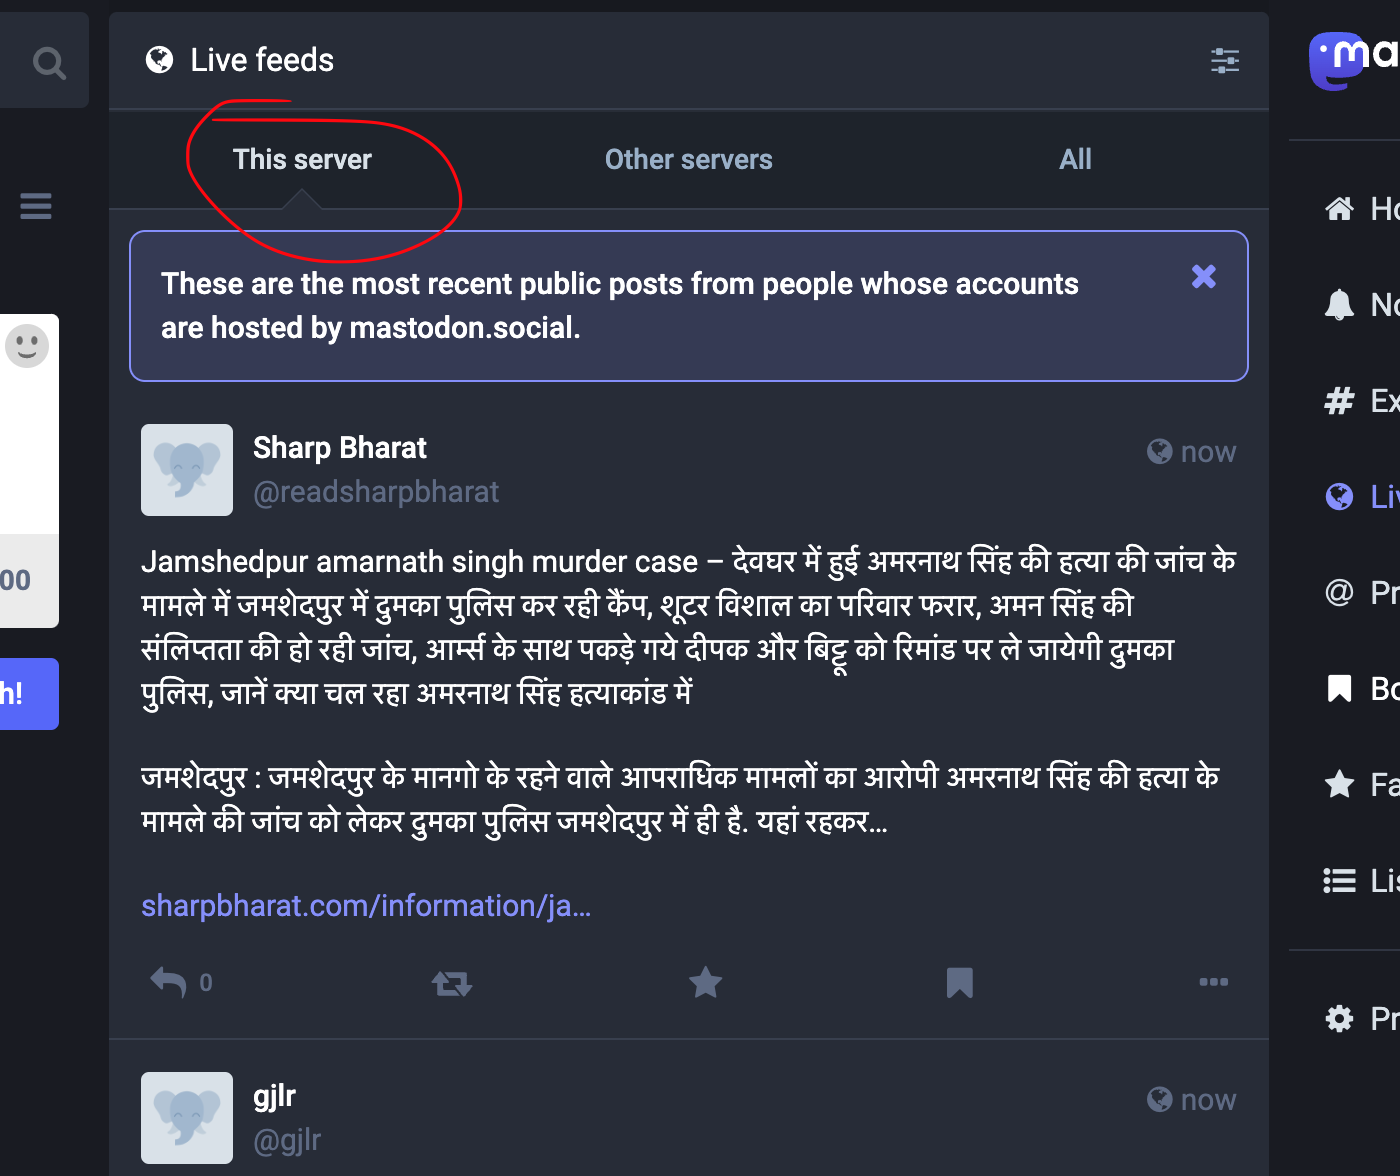 Live feeds
This server
Other servers
All
These are the most recent public posts from people whose accounts
are hosted by mastodon.social.
Sharp Bharat
now
@readsharpbharat
Jamshedpur amarnath singh murder case – देवघर में हुई अमरनाथ सिंह की हत्या की जांच के
मामले में जमशेदपुर में दुमका पुलिस कर रही कैंप, शूटर विशाल का परिवार फरार, अमन सिंह की
संलिप्तता की हो रही जांच, आर्म्स के साथ पकड़े गये दीपक और बिट्टू को रिमांड पर ले जायेगी दुमका
पुलिस, जानें क्या चल रहा अमरनाथ सिंह हत्याकांड में
जमशेदपुर : जमशेदपुर के मानगो के रहने वाले आपराधिक मामलों का आरोपी अमरनाथ सिंह की हत्या के
मामले की जांच को लेकर दुमका पुलिस जमशेदपुर में ही है. यहां रहकर…
sharpbharat.com/information/ja…
0
gjlr
now
@gjlr
00
h!
ma
Ho
No
# Ex
Liv
@ Pr
Bo
Fa
Lis
Pr